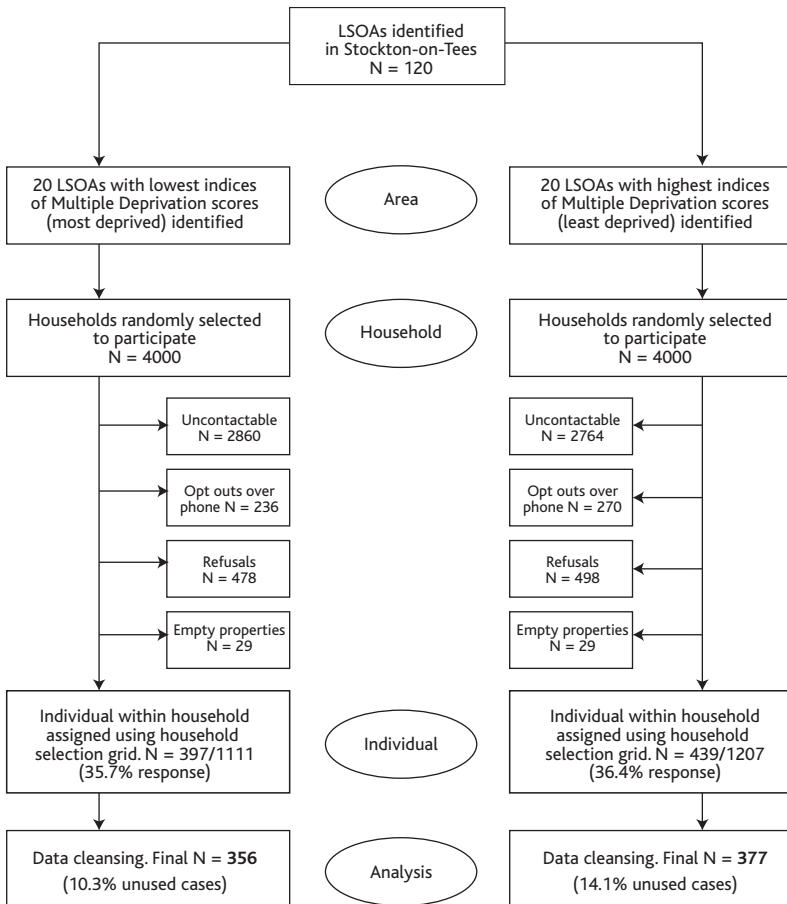 LSOAs identified
in Stockton-on-Tees
N = 120
20 LSOAs with lowest indices
of Multiple Deprivation scores
(most deprived) identified
Area
20 LSOAs with highest indices
of Multiple Deprivation scores
(least deprived) identified
Households randomly selected
to participate
N = 4000
Household
Households randomly selected
to participate
N = 4000
Uncontactable
N = 2860
Uncontactable
N = 2764
Opt outs over
phone N = 236
Opt outs over
phone N = 270
Refusals
N = 478
Refusals
N = 498
Empty properties
N = 29
Empty properties
N = 29
Individual within household
assigned using household
selection grid. N = 397/1111
(35.7% response)
Individual
Individual within household
assigned using household
selection grid. N = 439/1207
(36.4% response)
Data cleansing. Final N = 356
(10.3% unused cases)
Analysis
Data cleansing. Final N = 377
(14.1% unused cases)